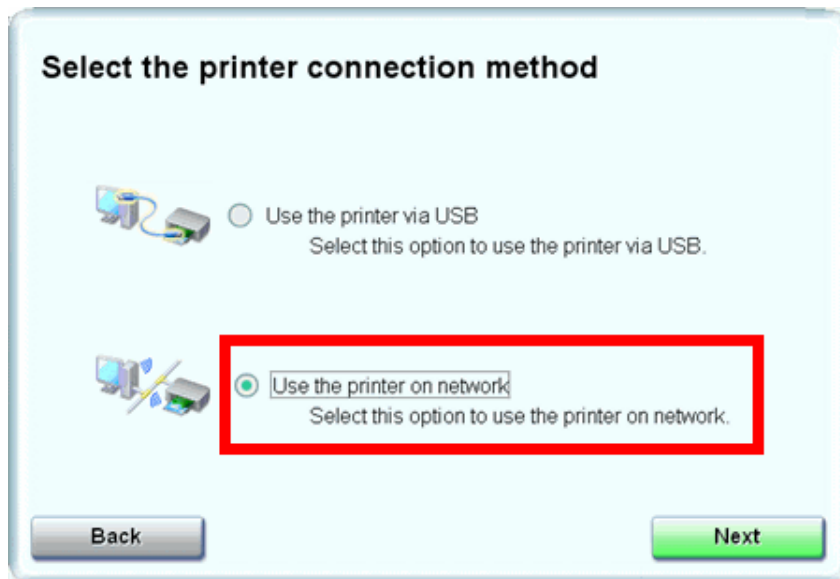 Select the printer connection method
Use the printer via USB
Select this option to use the printer via USB.
Use the printer on network
Select this option to use the printer on network.
Back
Next